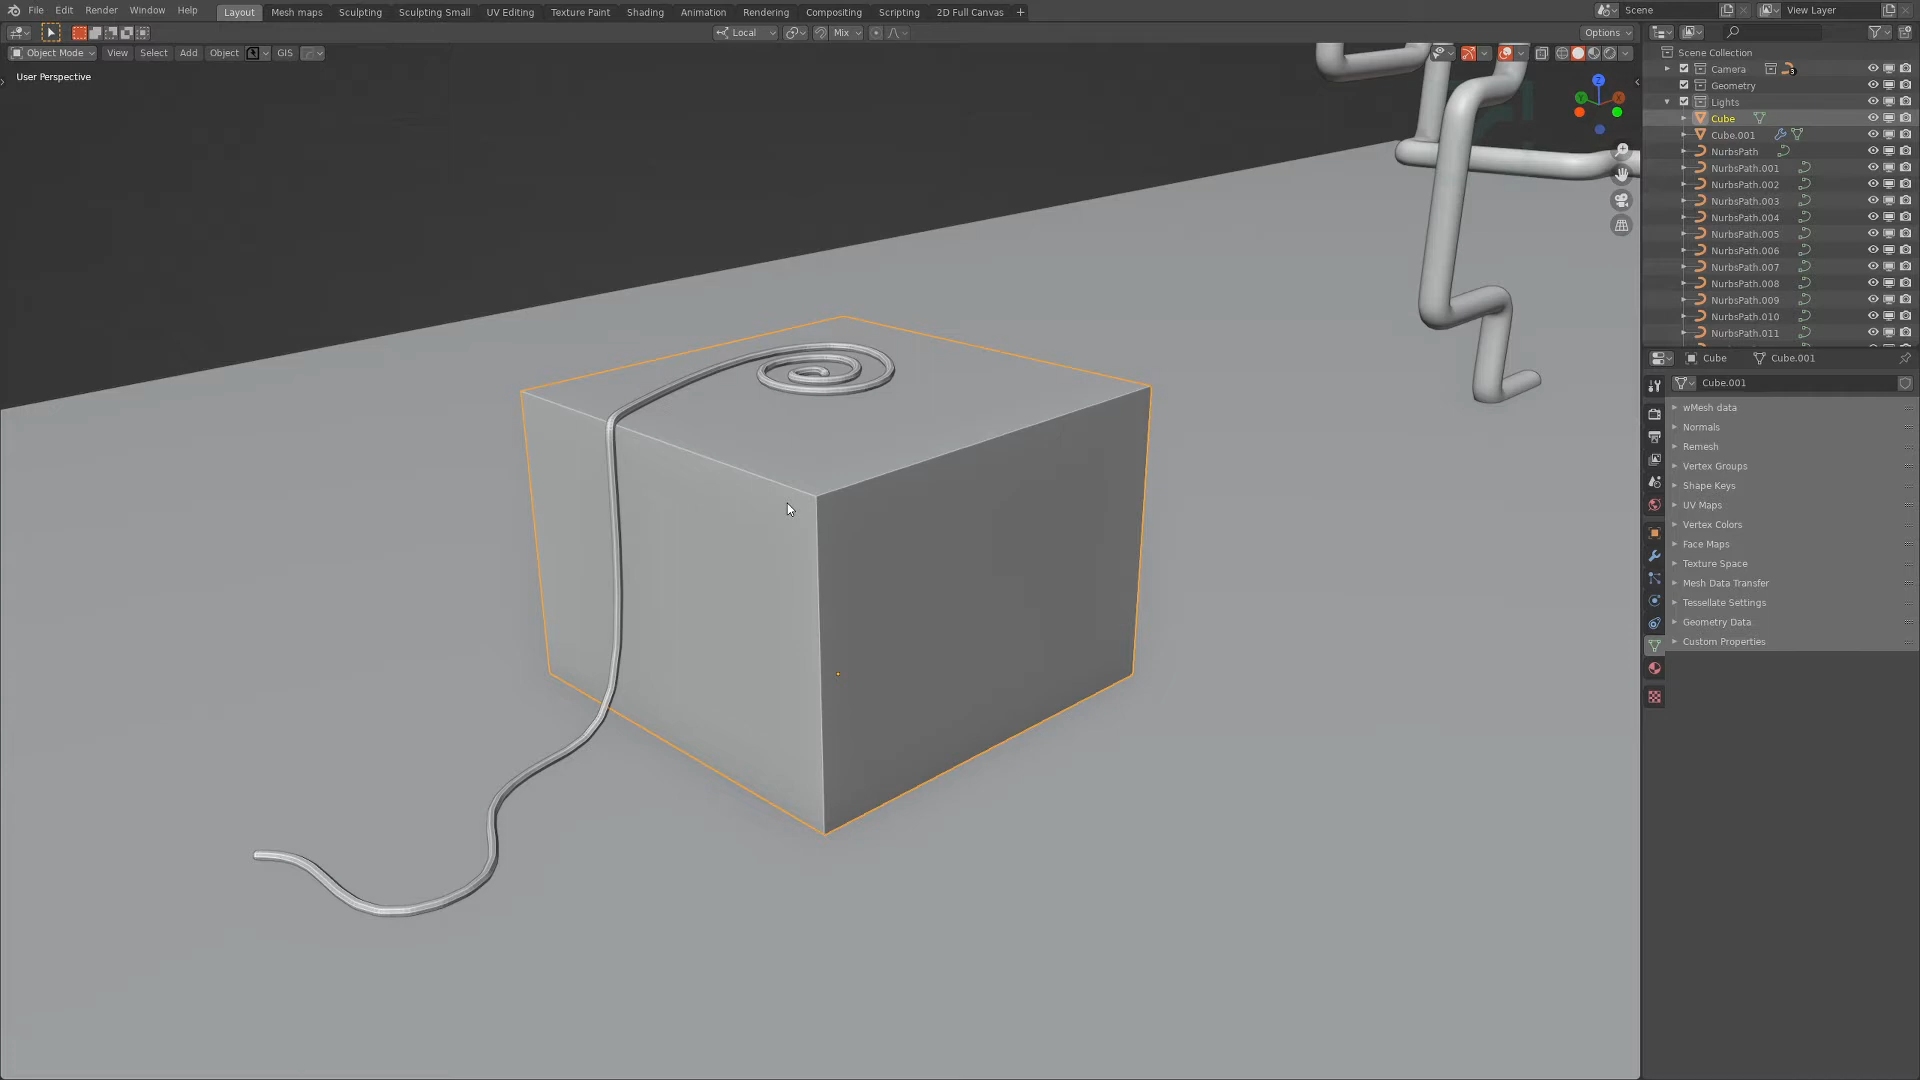 File Edit Render Window Help Layout Mesh maps Sculpting Sculpting Small UV Editing Texture Paint Shading Animation Rendering Compositing Scripting 2D Full Canvas + Scene View Layer
Local Mix Options
Object Mode View Select Add Object GIS
User Perspective
Z
Y X
Scene Collection
Camera 3
Geometry
Lights
Cube
Cube.001
NurbsPath
NurbsPath.001
NurbsPath.002
NurbsPath.003
NurbsPath.004
NurbsPath.005
NurbsPath.006
NurbsPath.007
NurbsPath.008
NurbsPath.009
NurbsPath.010
NurbsPath.011
Cube Cube.001
Cube.001
wMesh data
Normals
Remesh
Vertex Groups
Shape Keys
UV Maps
Vertex Colors
Face Maps
Texture Space
Mesh Data Transfer
Tessellate Settings
Geometry Data
Custom Properties